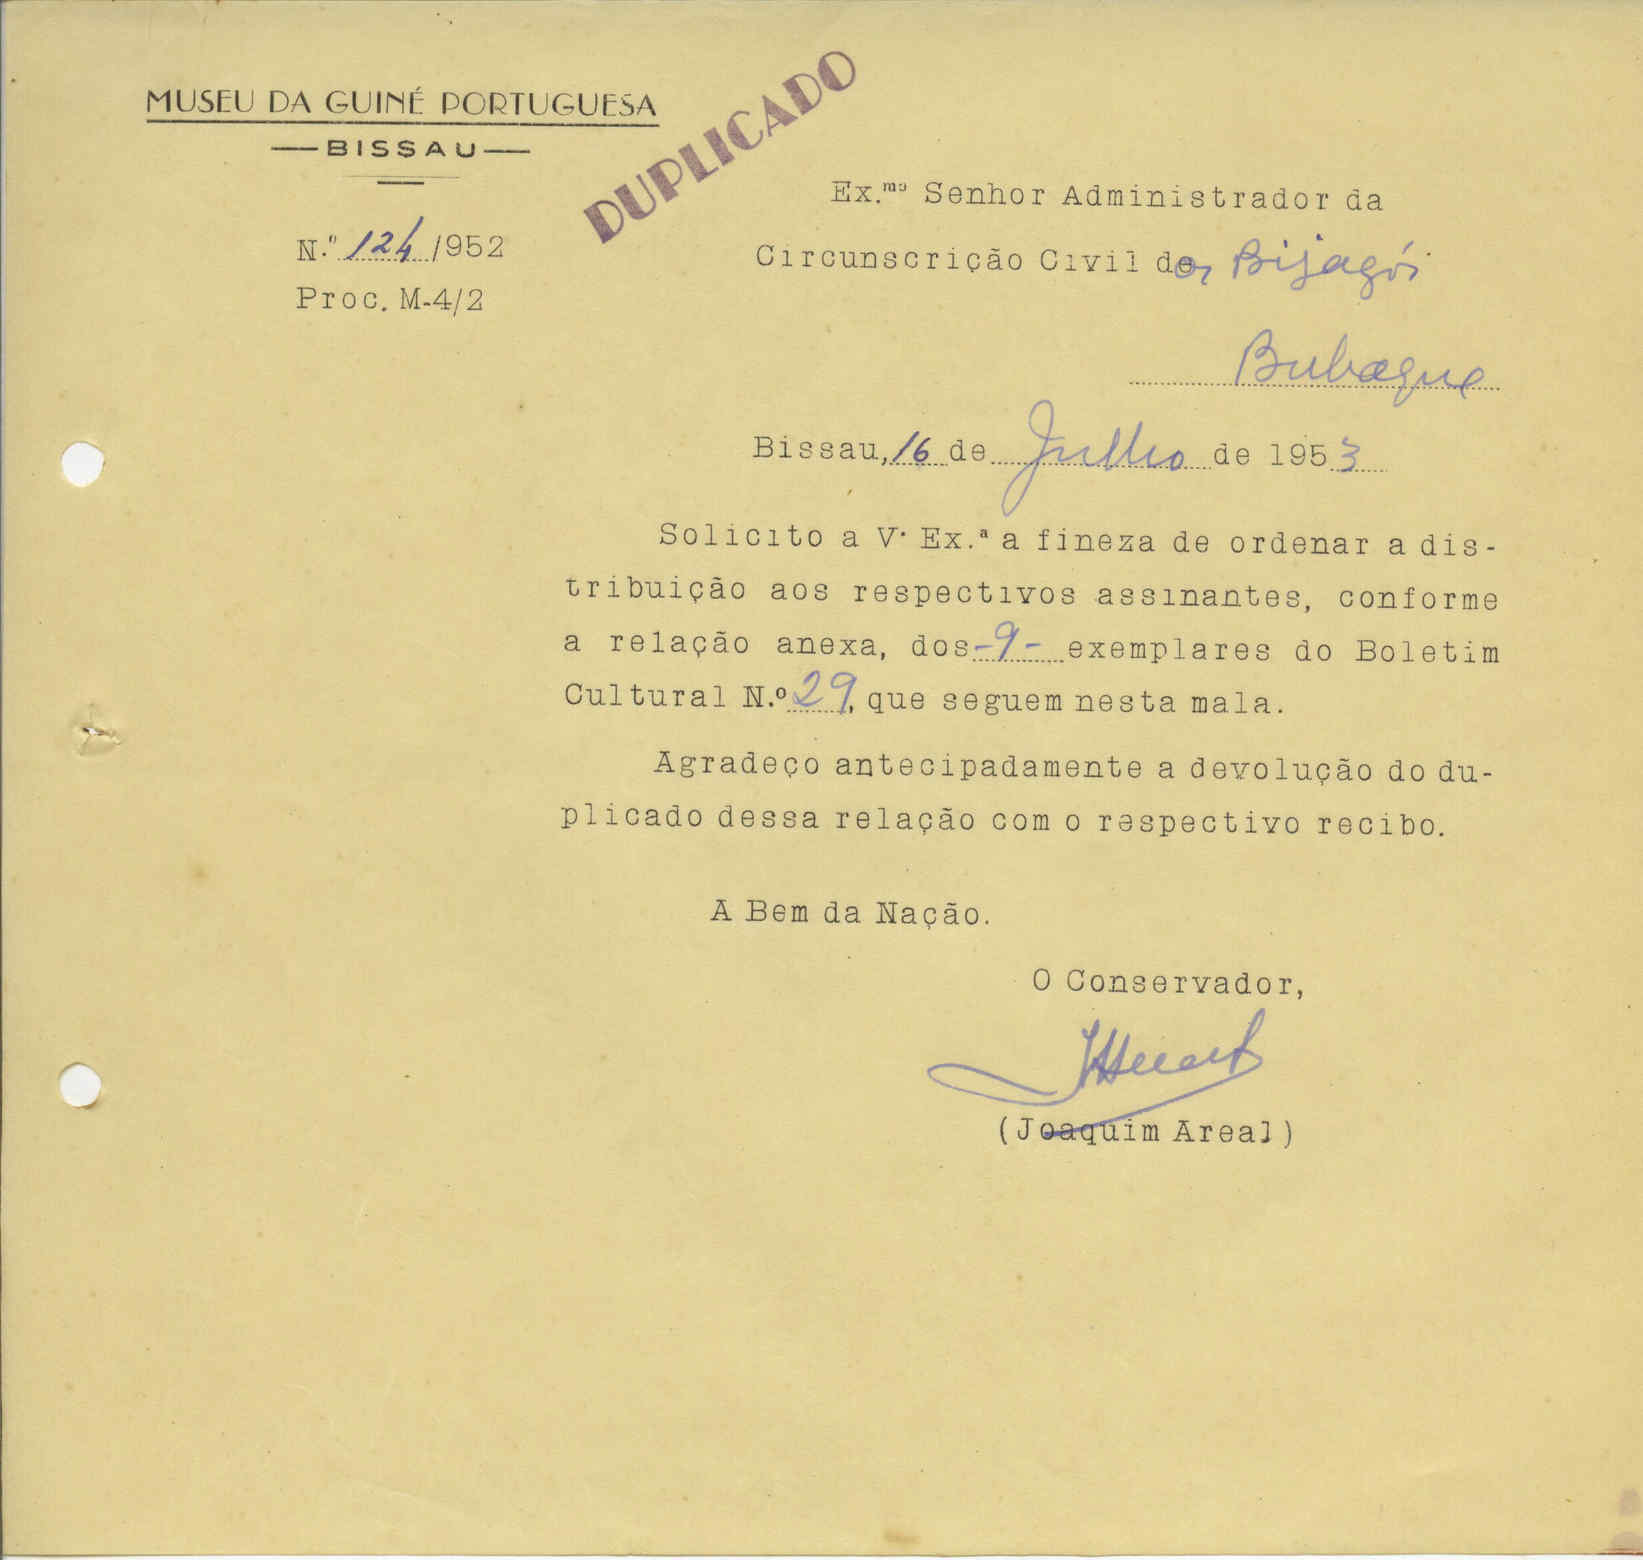 MUSEU DA GUINÉ PORTUGUESA
BISSAU
DUPLICADO
N.º 124/1952
Proc. M-4/2
Ex.mo Senhor Administrador da
Circunscrição Civil dos Bijagós
Bubaque
Bissau, 16 de Julho de 1953
Solicito a V. Ex.ª a fineza de ordenar a dis-
tribuição aos respectivos assinantes, conforme
a relação anexa, dos -9- exemplares do Boletim
Cultural N.º 29, que seguem nesta mala.
Agradeço antecipadamente a devolução do du-
plicado dessa relação com o respectivo recibo.
A Bem da Nação.
O Conservador,
(Joaquim Areal)